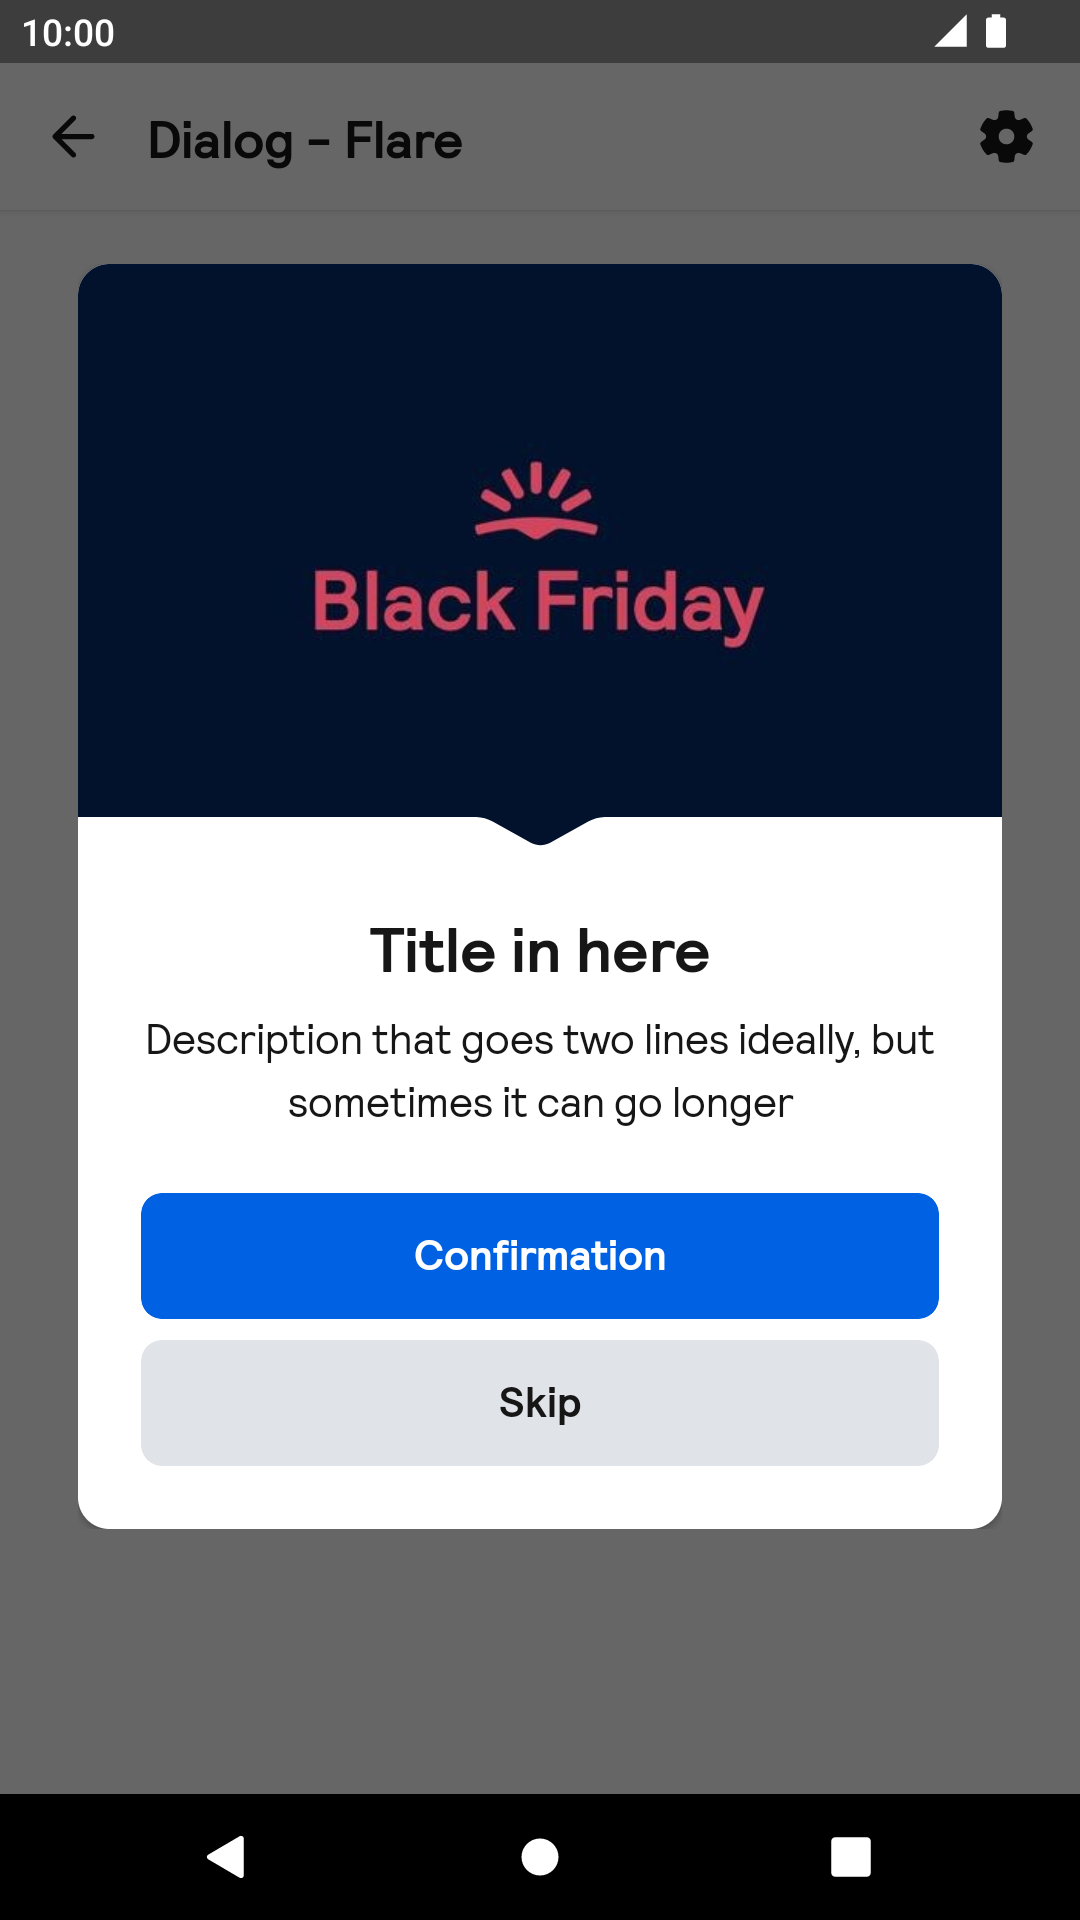 10:00
Dialog - Flare
Black Friday
Title in here
Description that goes two lines ideally, but
sometimes it can go longer
Confirmation
Skip